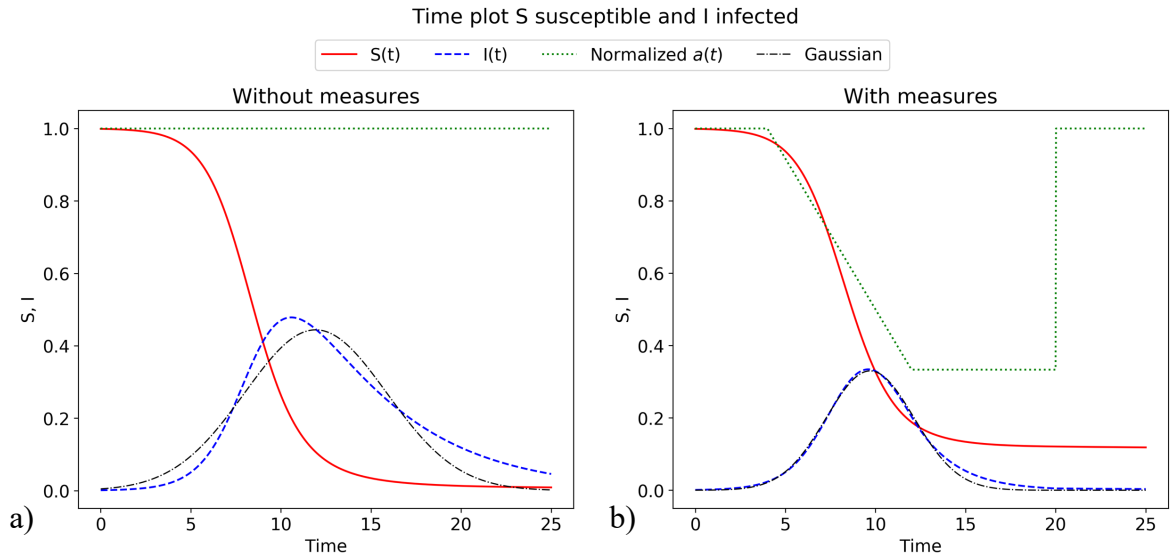 Time plot S susceptible and I infected
S(t) I(t) Normalized a(t) Gaussian
Without measures
1.0
0.8
0.6
0.4
0.2
0.0
S, I
0 5 10 15 20 25
Time
a)
With measures
1.0
0.8
0.6
0.4
0.2
0.0
S, I
0 5 10 15 20 25
Time
b)